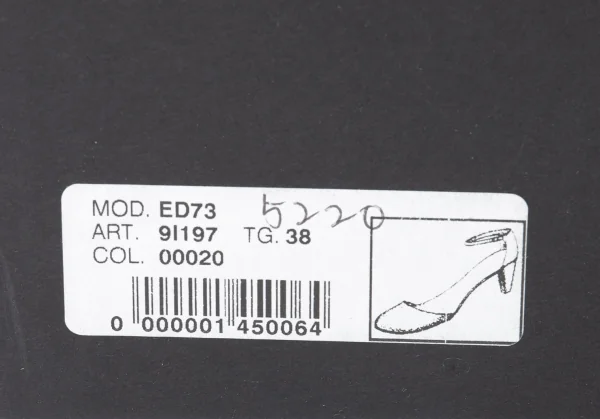 MOD. ED73
5220
ART. 9I197 TG. 38
COL. 00020
0 000001 450064